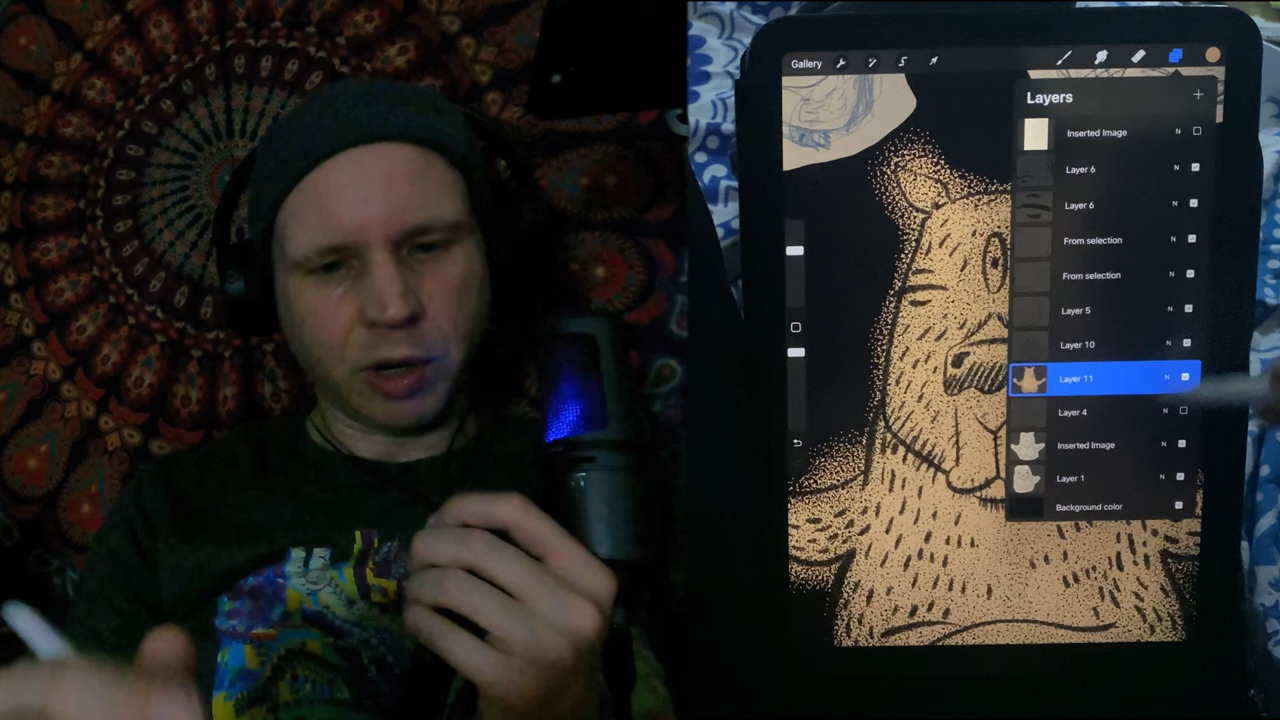 Gallery
Layers
Inserted Image N
Layer 6 N
Layer 6 N
From selection N
From selection N
Layer 5 N
Layer 10 N
Layer 11 N
Layer 4 N
Inserted Image N
Layer 1 N
Background color